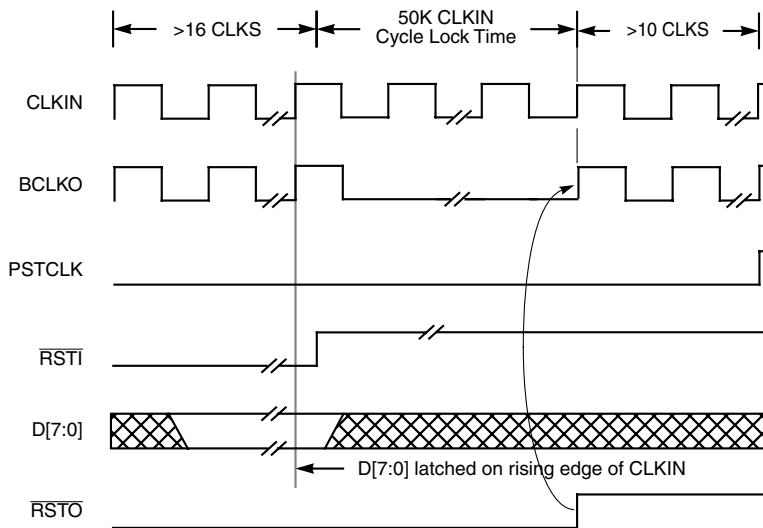 >16 CLKS
50K CLKIN
Cycle Lock Time
>10 CLKS
CLKIN
BCLKO
PSTCLK
RSTI
D[7:0]
D[7:0] latched on rising edge of CLKIN
RSTO